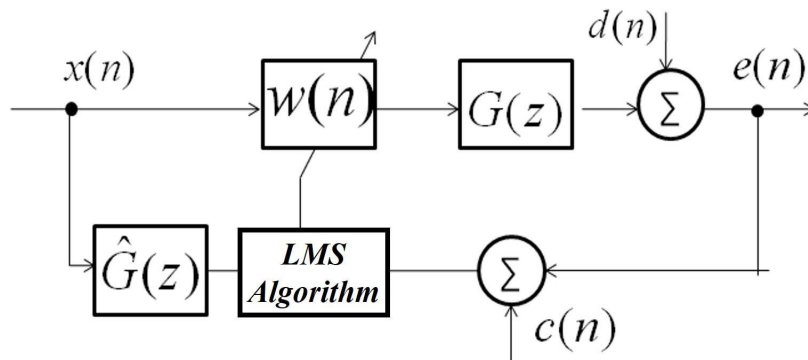 d(n)
x(n)
e(n)
w(n)
G(z)
Σ
Ĝ(z)
LMS
Algorithm
Σ
c(n)